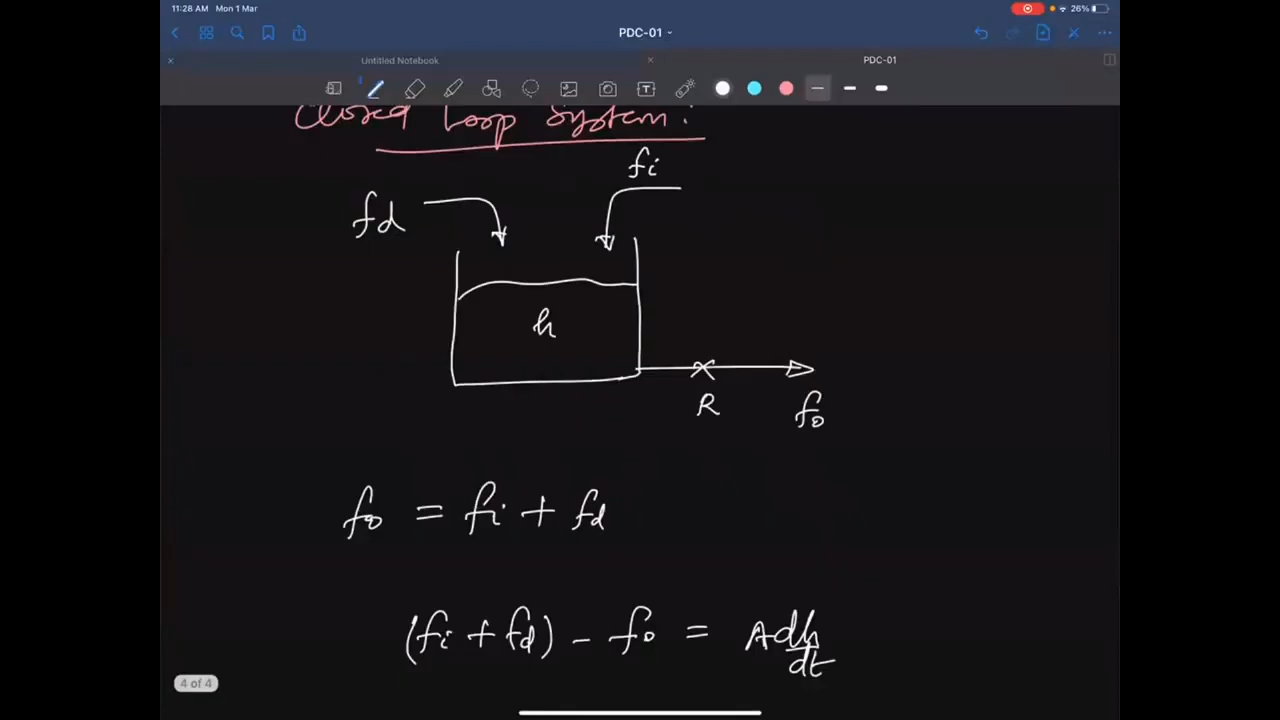 11:28 AM Mon 1 Mar
26%
PDC-01
Untitled Notebook
PDC-01
Closed Loop System:
fi
fd
h
R
fo
fo = fi + fd
(fi + fd) - fo = A dh/dt
4 of 4